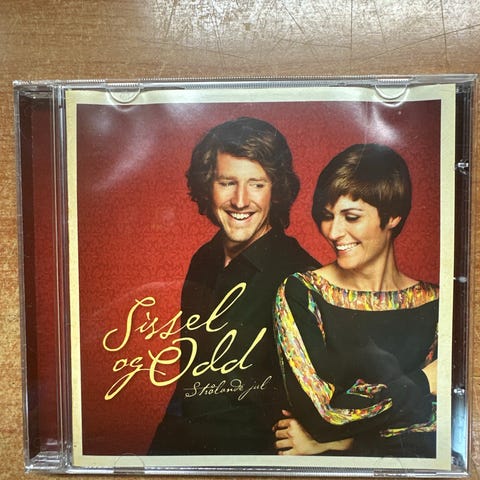 Sissel
og Odd
Strålande jul